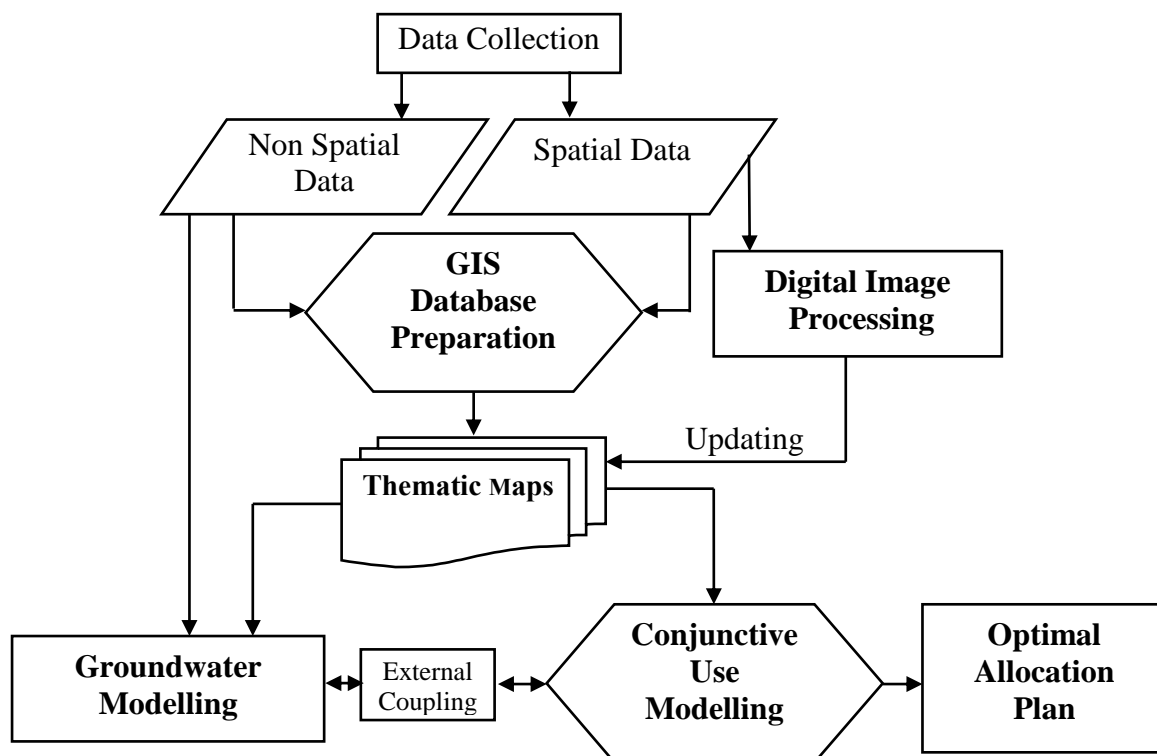 Data Collection
Non Spatial
Data
Spatial Data
GIS
Database
Preparation
Digital Image
Processing
Updating
Thematic Maps
Groundwater
Modelling
External
Coupling
Conjunctive
Use
Modelling
Optimal
Allocation
Plan